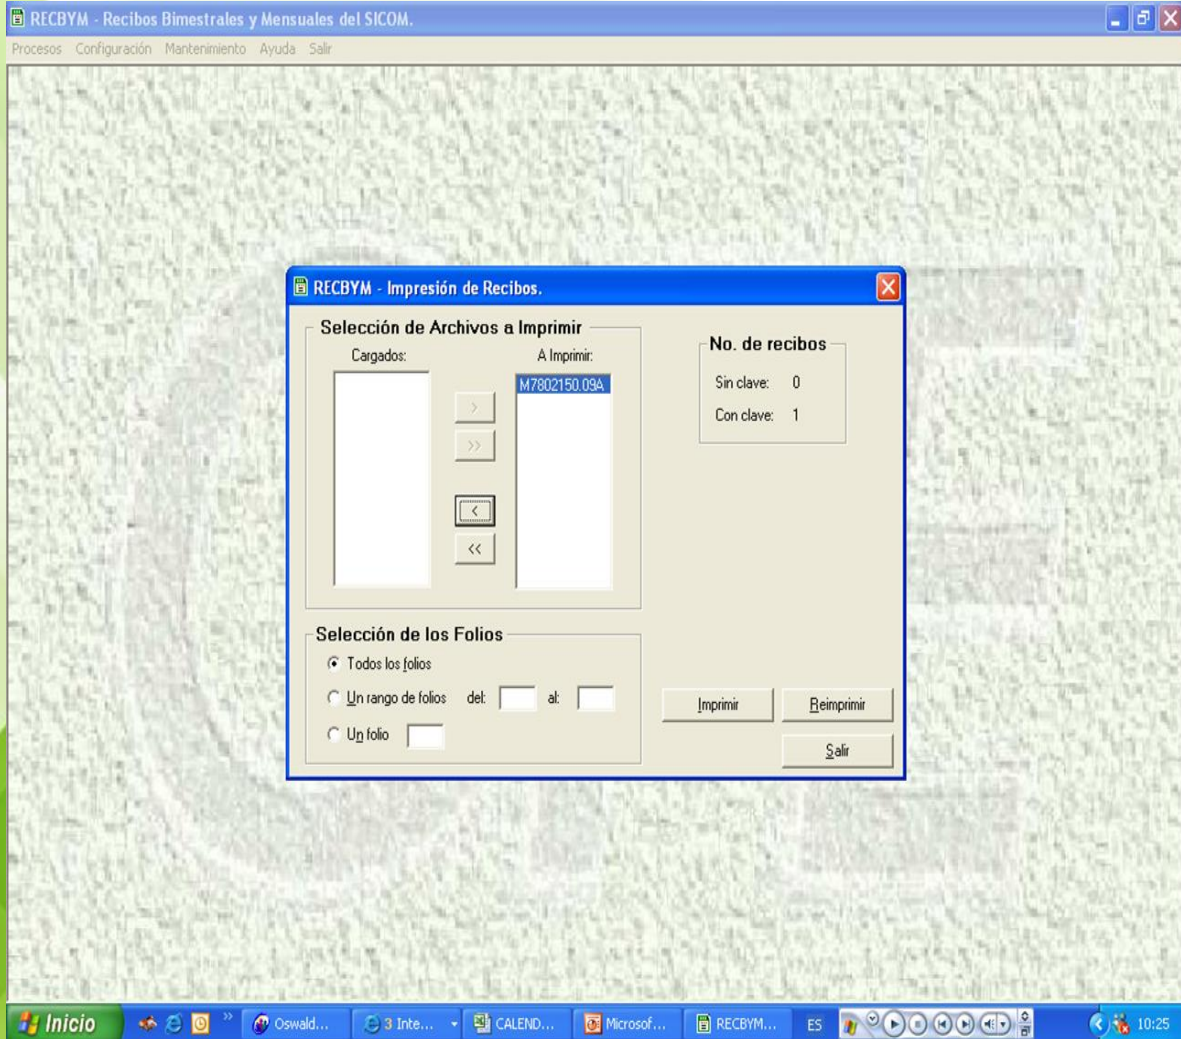 RECBYM - Recibos Bimestrales y Mensuales del SICOM.
Procesos Configuración Mantenimiento Ayuda Salir
CFE
RECBYM - Impresión de Recibos.
Selección de Archivos a Imprimir
Cargados: A Imprimir:
M7802150.09A
>
>>
<
<<
No. de recibos
Sin clave: 0
Con clave: 1
Selección de los Folios
Todos los folios
Un rango de folios del: al:
Un folio
Imprimir Reimprimir
Salir
Inicio » Oswald... 3 Inte... CALEND... Microsof... RECBYM... ES 10:25